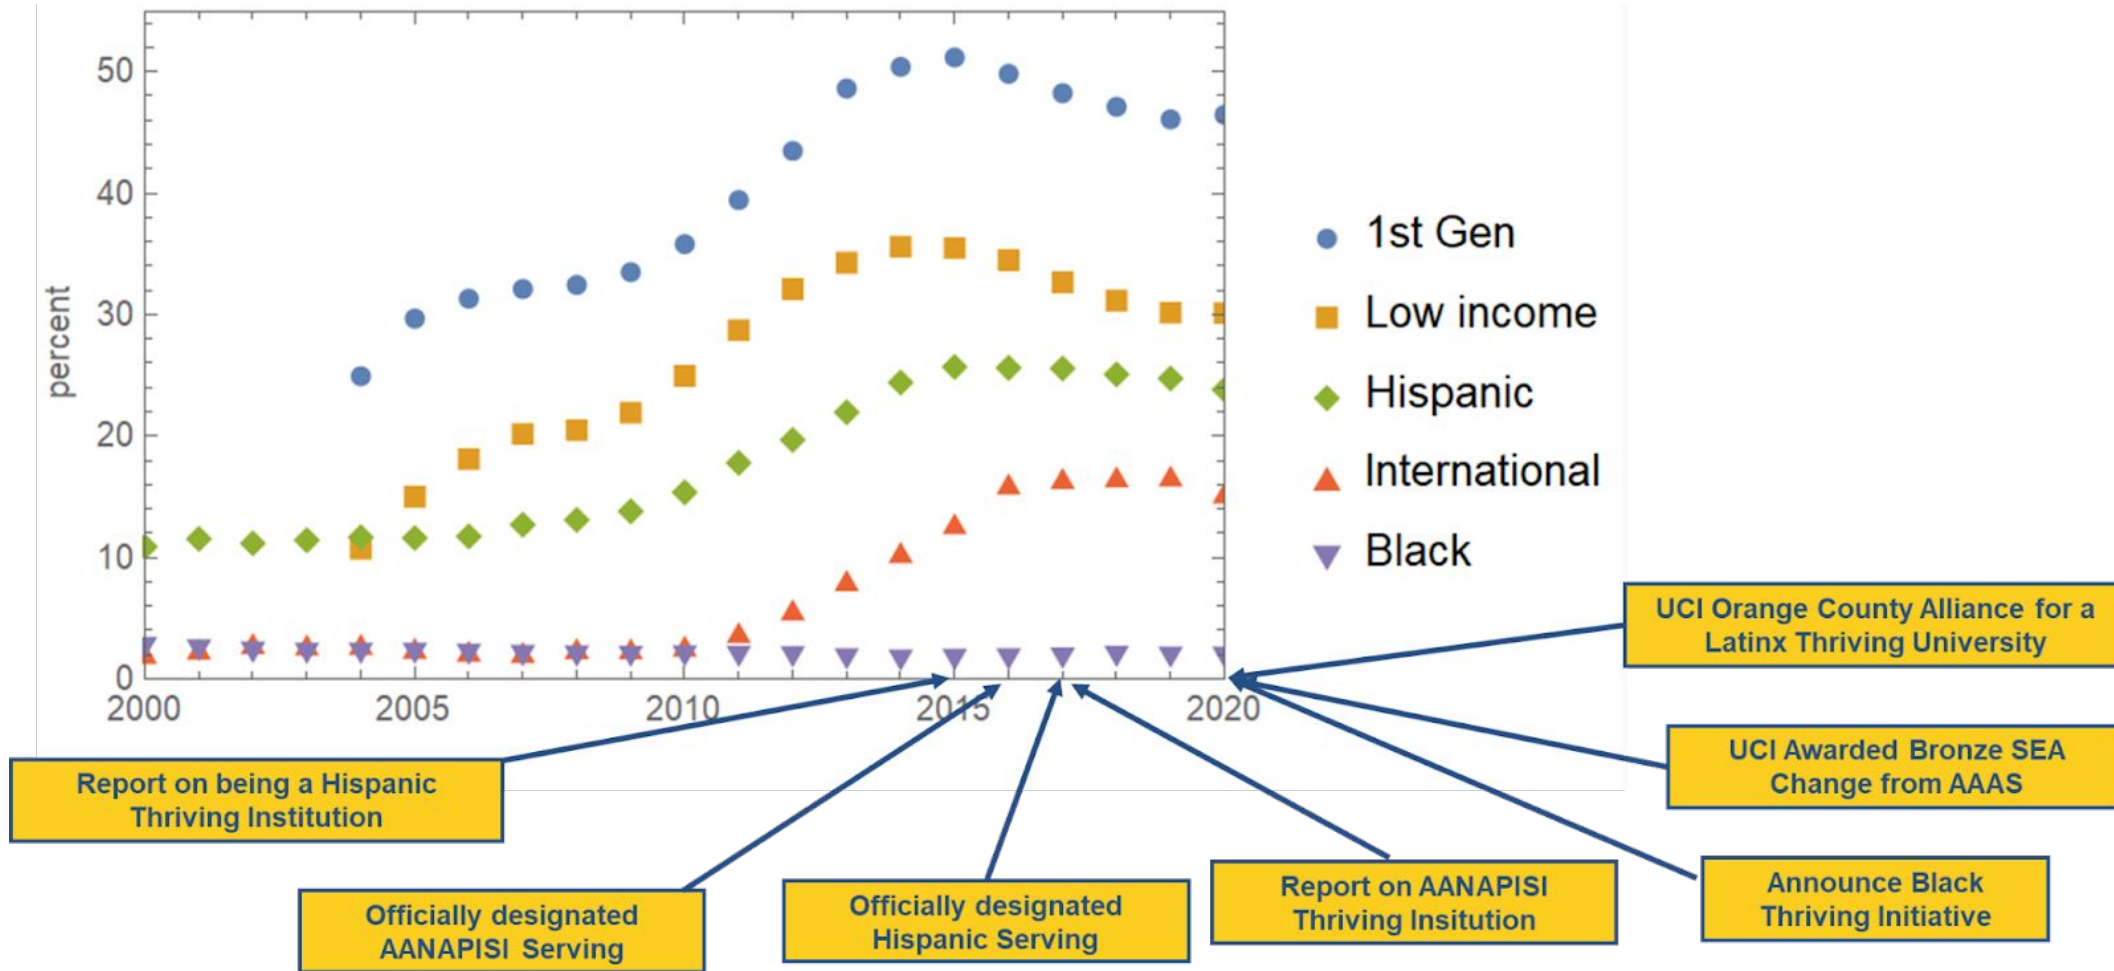 50
40
30
20
10
0
percent
2000
2005
2010
2015
2020
1st Gen
Low income
Hispanic
International
Black
UCI Orange County Alliance for a
Latinx Thriving University
UCI Awarded Bronze SEA
Change from AAAS
Report on being a Hispanic
Thriving Institution
Officially designated
AANAPISI Serving
Officially designated
Hispanic Serving
Report on AANAPISI
Thriving Insitution
Announce Black
Thriving Initiative